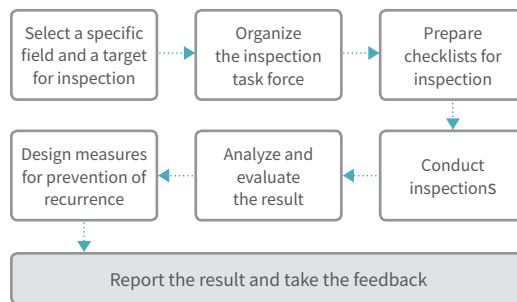 Select a specific
field and a target
for inspection
Organize
the inspection
task force
Prepare
checklists for
inspection
Conduct
inspections
Analyze and
evaluate
the result
Design measures
for prevention of
recurrence
Report the result and take the feedback